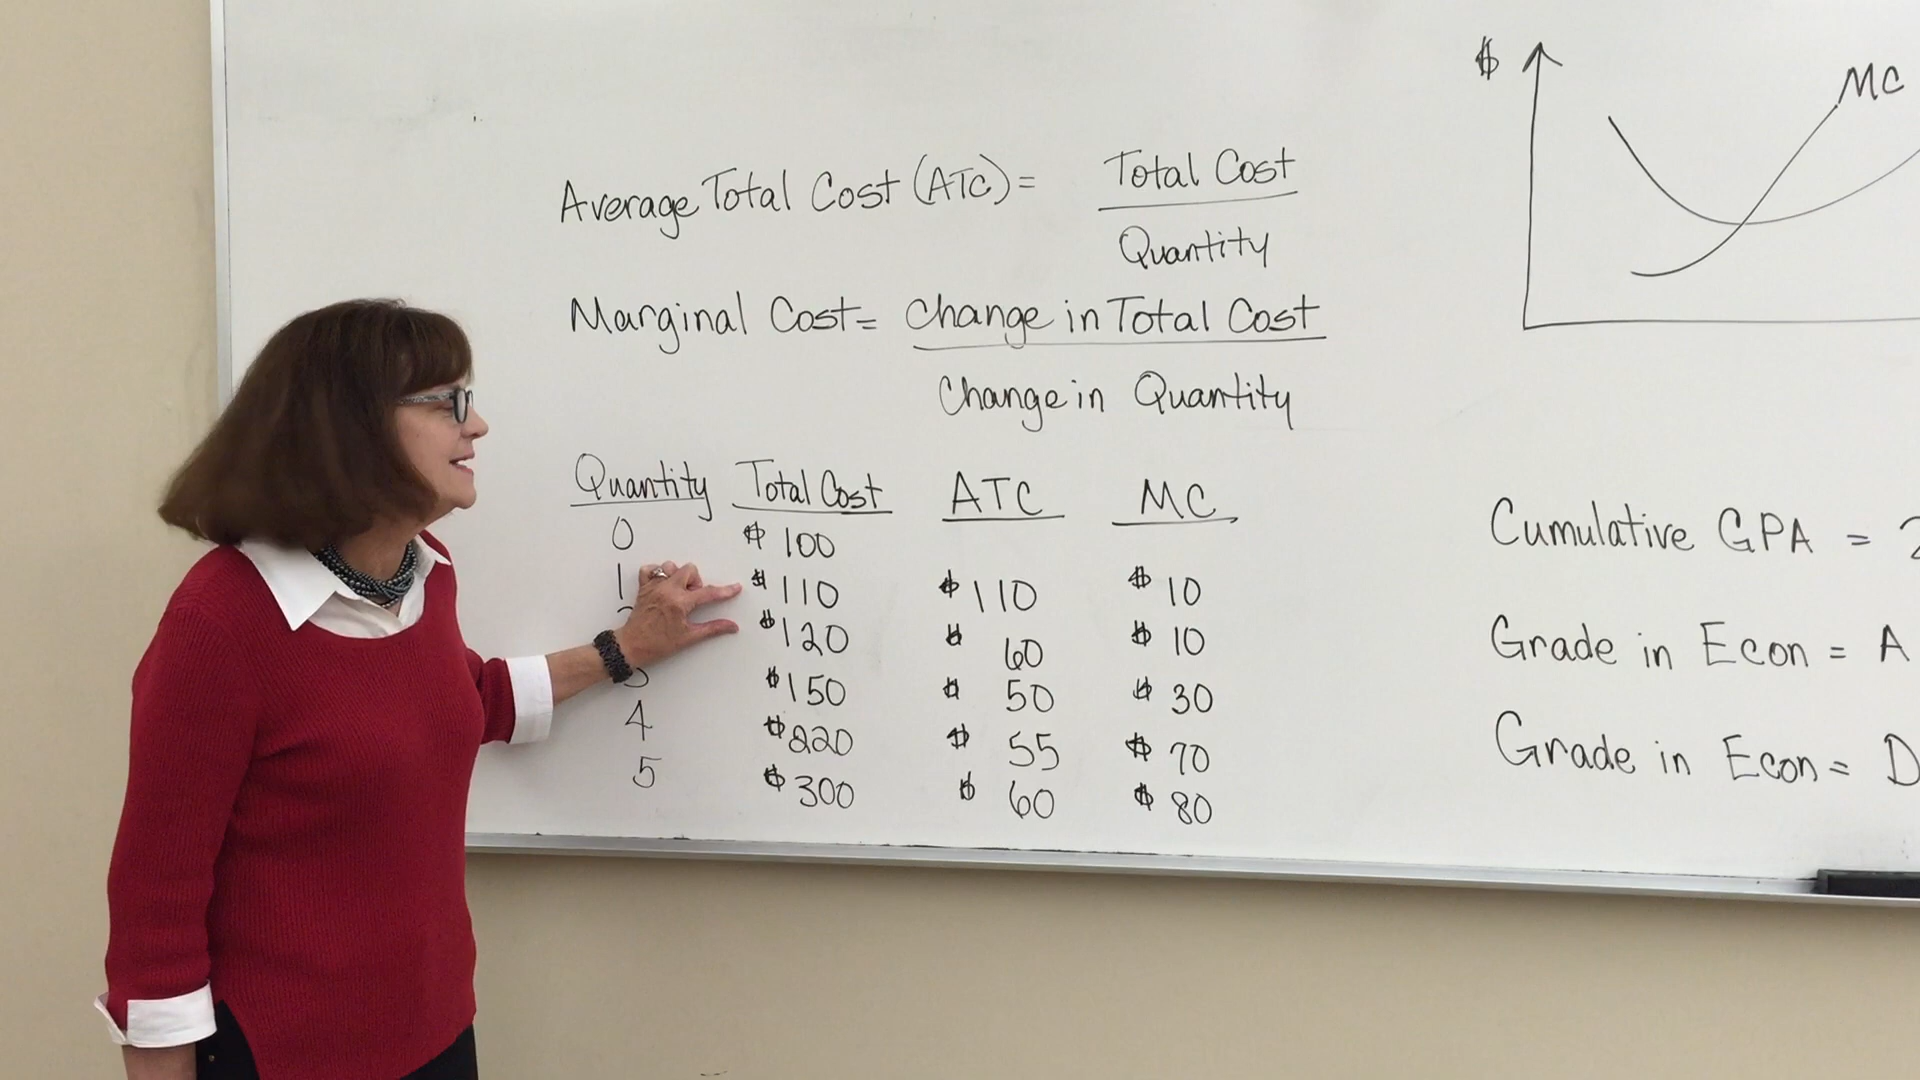 $
MC
Average Total Cost (ATC) = Total Cost
Quantity
Marginal Cost = Change in Total Cost
Change in Quantity
Quantity Total Cost ATC MC
0 $ 100
1 $ 110 $ 110 $ 10
$ 120 $ 60 $ 10
$ 150 $ 50 $ 30
4 $ 220 $ 55 $ 70
5 $ 300 $ 60 $ 80
Cumulative GPA =
Grade in Econ = A
Grade in Econ = D